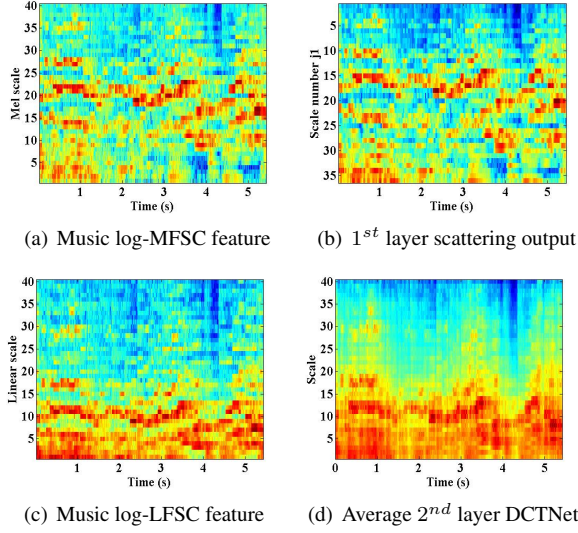 40
35
30
25
20
15
10
5
Mel scale
1 2 3 4 5
Time (s)
(a) Music log-MFSC feature
5
10
15
20
25
30
35
Scale number j1
1 2 3 4 5
Time (s)
(b) 1st layer scattering output
40
35
30
25
20
15
10
5
Linear scale
1 2 3 4 5
Time (s)
(c) Music log-LFSC feature
40
35
30
25
20
15
10
5
Scale
0 1 2 3 4 5
Time (s)
(d) Average 2nd layer DCTNet